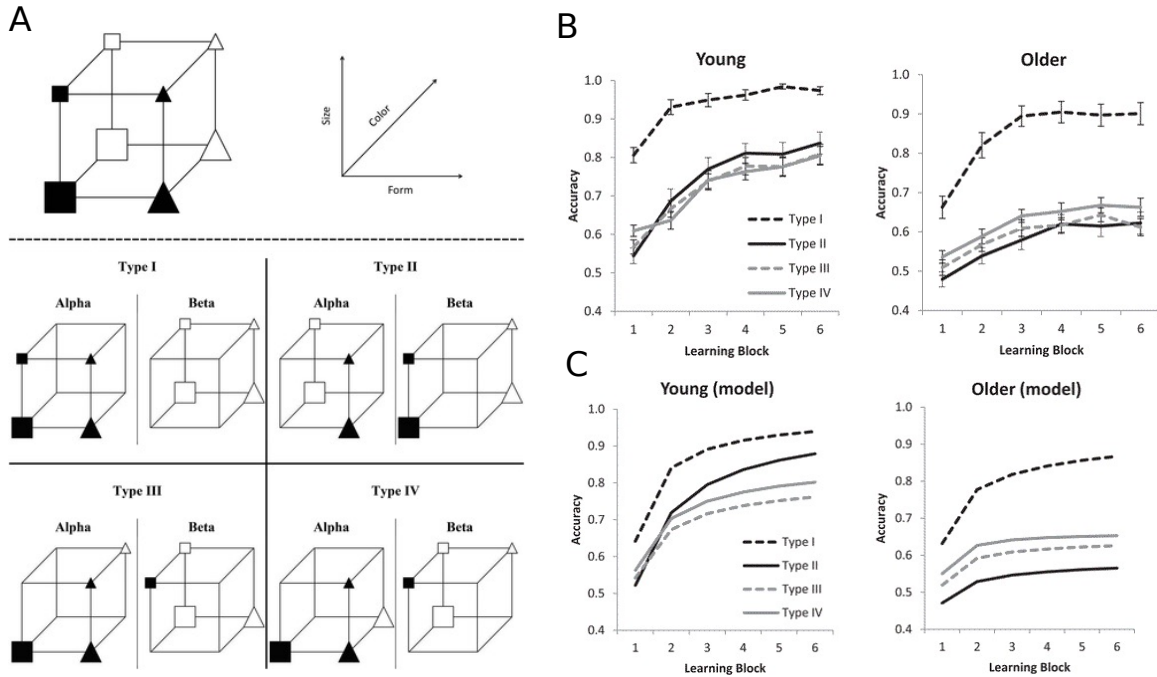 A
Size
Color
Form
Type I
Alpha
Beta
Type II
Alpha
Beta
Type III
Alpha
Beta
Type IV
Alpha
Beta
B
Young
Accuracy
1.0
0.9
0.8
0.7
0.6
0.5
0.4
Type I
Type II
Type III
Type IV
1 2 3 4 5 6
Learning Block
Older
Accuracy
1.0
0.9
0.8
0.7
0.6
0.5
0.4
1 2 3 4 5 6
Learning Block
C
Young (model)
Accuracy
1.0
0.9
0.8
0.7
0.6
0.5
0.4
Type I
Type II
Type III
Type IV
1 2 3 4 5 6
Learning Block
Older (model)
Accuracy
1.0
0.9
0.8
0.7
0.6
0.5
0.4
1 2 3 4 5 6
Learning Block